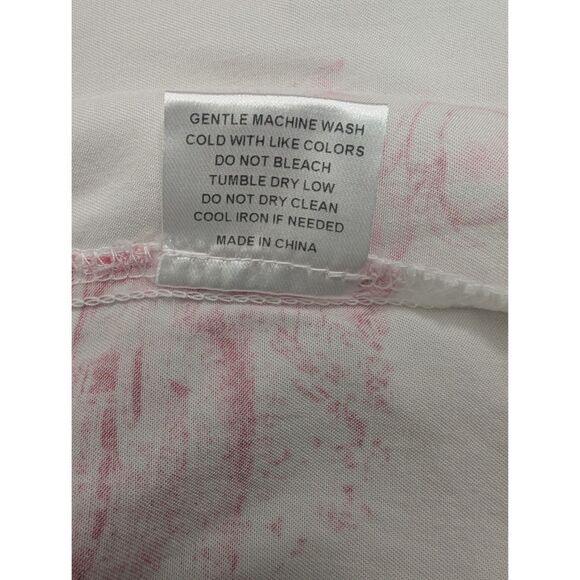 GENTLE MACHINE WASH
COLD WITH LIKE COLORS
DO NOT BLEACH
TUMBLE DRY LOW
DO NOT DRY CLEAN
COOL IRON IF NEEDED
MADE IN CHINA